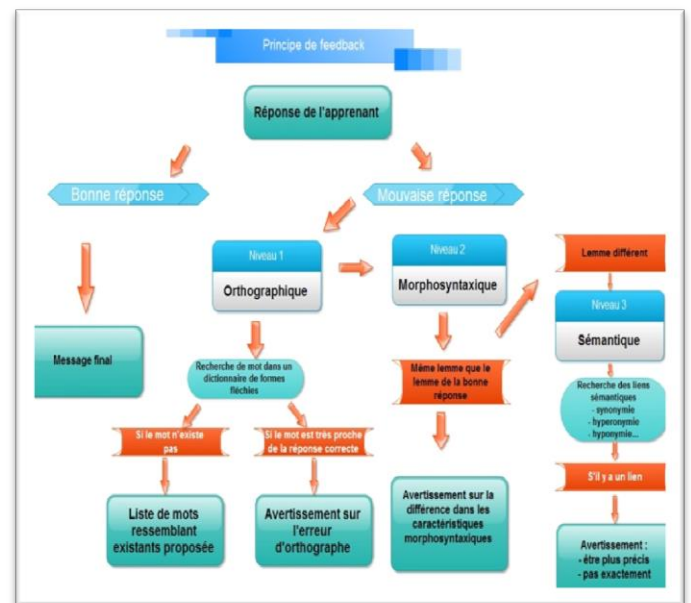 Principe de feedback
Réponse de l'apprenant
Bonne réponse
Mouvaise réponse
Niveau 1
Orthographique
Niveau 2
Morphosyntaxique
Lemme différent
Niveau 3
Sémantique
Message final
Recherche de mot dans un
dictionnaire de formes
fléchies
Même lemme que le
lemme de la bonne
réponse
Recherche des liens
sémantiques
- synonymie
- hyperonymie
- hyponymie...
Si le mot n'existe
pas
Si le mot est très proche
de la réponse correcte
S'il y a un lien
Liste de mots
ressemblant
existants proposée
Avertissement sur
l'erreur
d'orthographe
Avertissement sur la
différence dans les
caractéristiques
morphosyntaxiques
Avertissement :
- être plus précis
- pas exactement